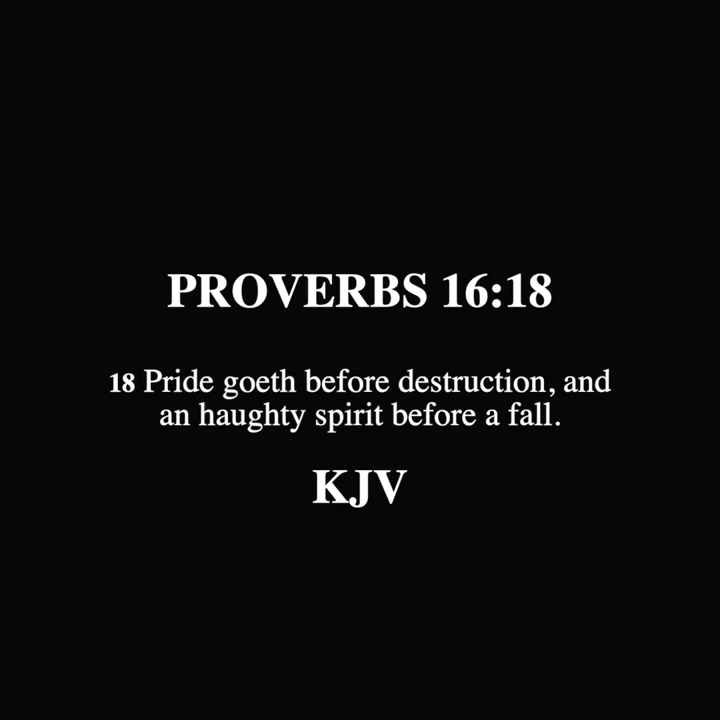 PROVERBS 16:18
18 Pride goeth before destruction, and
an haughty spirit before a fall.
KJV